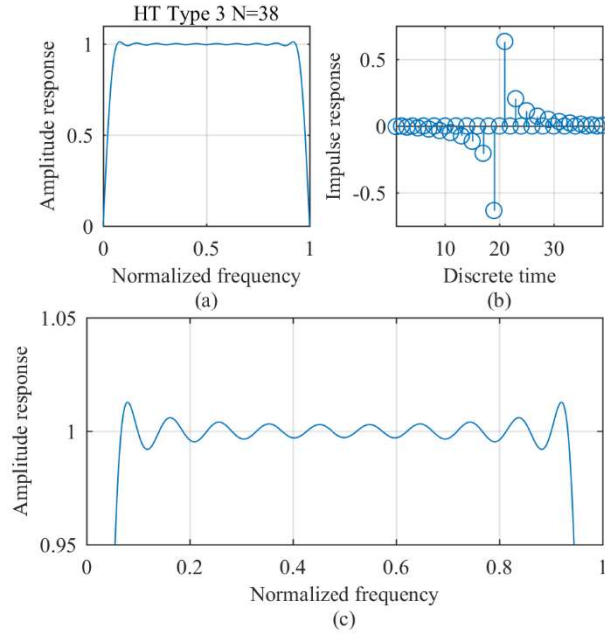 HT Type 3 N=38
Amplitude response
1
0.5
0
0
0.5
1
Normalized frequency
(a)
Impulse response
0.5
0
-0.5
10
20
30
Discrete time
(b)
Amplitude response
1.05
1
0.95
0
0.2
0.4
0.6
0.8
1
Normalized frequency
(c)